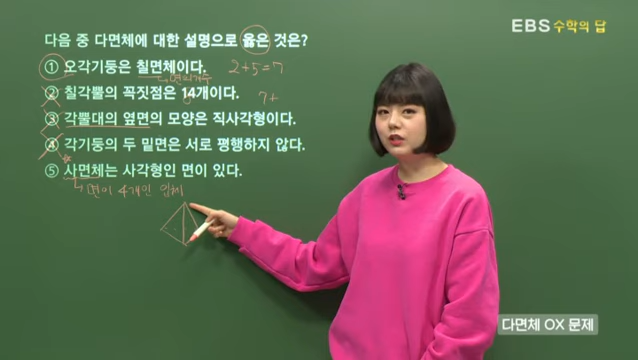 EBS 수학의 답
다음 중 다면체에 대한 설명으로 옳은 것은?
① 오각기둥은 칠면체이다. 2+5=7
면의 개수
② 칠각뿔의 꼭짓점은 14개이다. 7+
③ 각뿔대의 옆면의 모양은 직사각형이다.
④ 각기둥의 두 밑면은 서로 평행하지 않다.
⑤ 사면체는 사각형인 면이 있다.
면이 4개인 입체
다면체 OX 문제